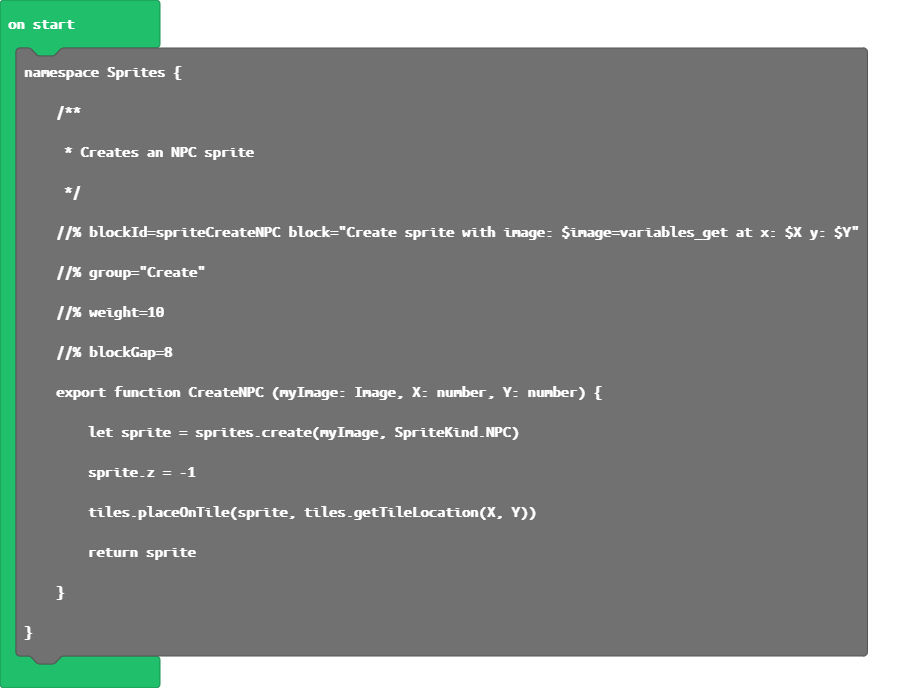 on start
namespace Sprites {
/**
* Creates an NPC sprite
*/
//% blockId=spriteCreateNPC block="Create sprite with image: $image=variables_get at x: $X y: $Y"
//% group="Create"
//% weight=10
//% blockGap=8
export function CreateNPC (myImage: Image, X: number, Y: number) {
let sprite = sprites.create(myImage, SpriteKind.NPC)
sprite.z = -1
tiles.placeOnTile(sprite, tiles.getTileLocation(X, Y))
return sprite
}
}